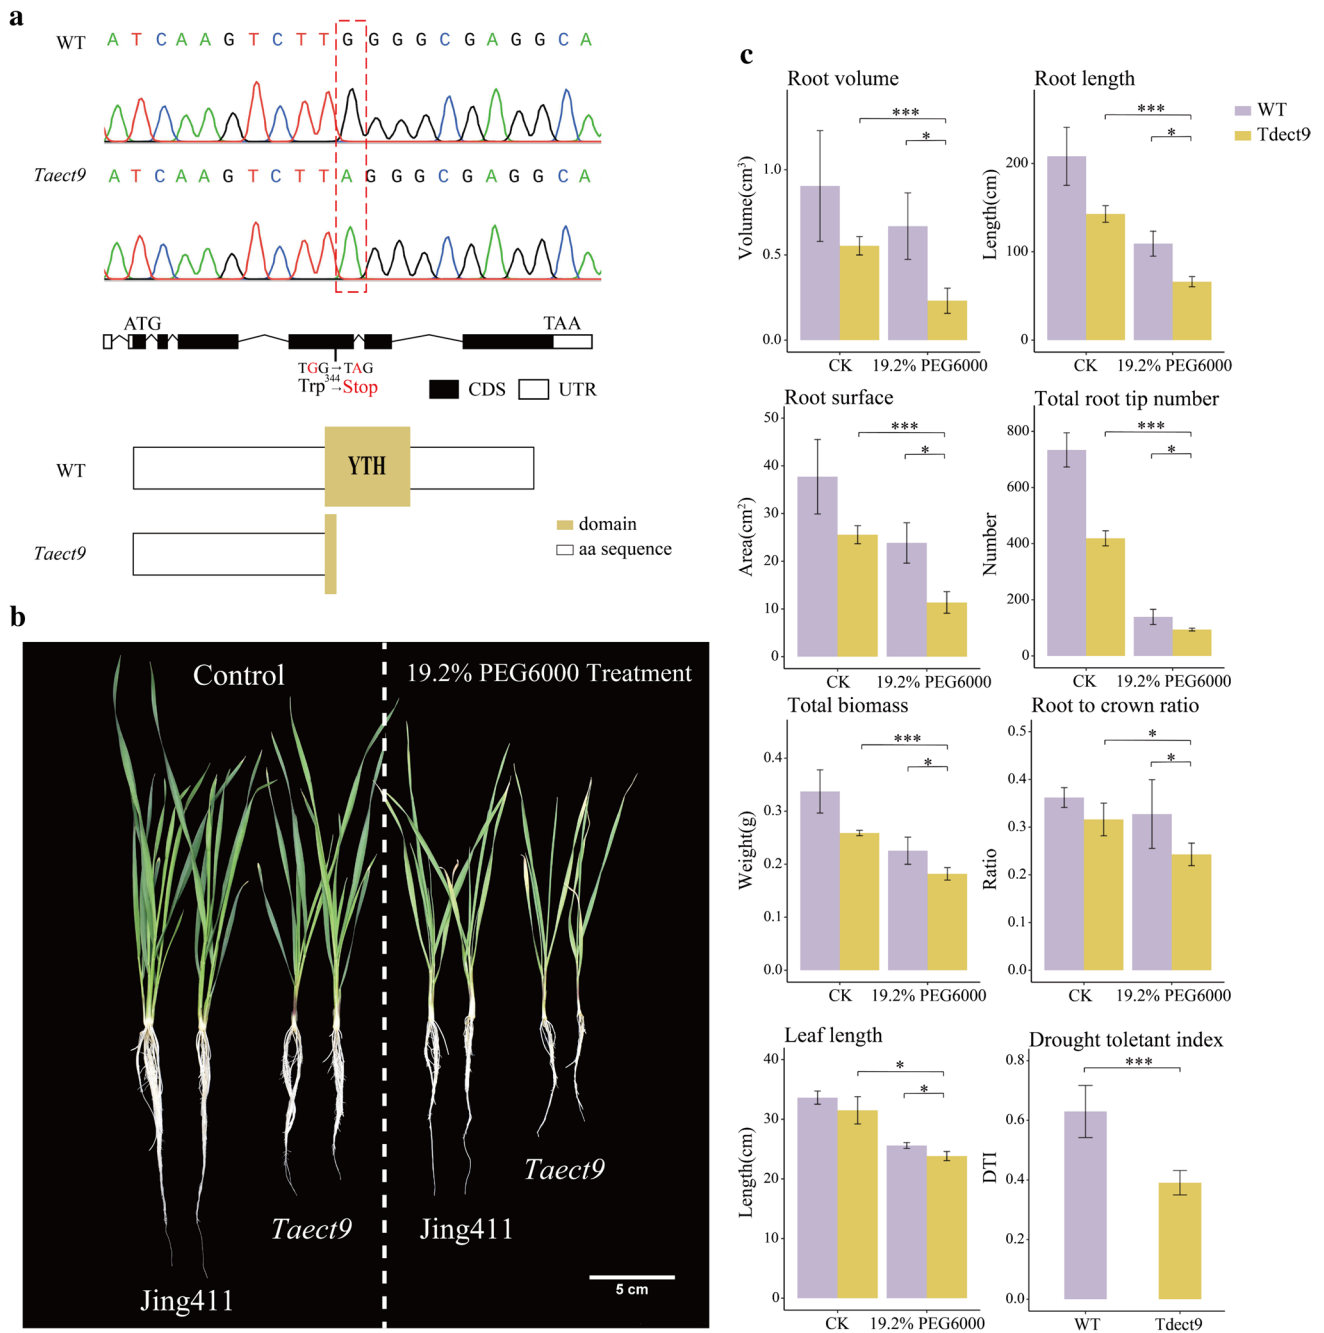 a
WT
A T C A A G T C T T G G G G C G A G G C A
Taect9
A T C A A G T C T T A G G G C G A G G C A
ATG
TAA
TGG→TAG
Trp344→Stop
CDS
UTR
WT
YTH
Taect9
domain
aa sequence
b
Control
19.2% PEG6000 Treatment
Taect9
Taect9
Jing411
Jing411
5 cm
c
WT
Tdect9
Root volume
Volume(cm3)
1.0
0.5
0.0
***
*
CK
19.2% PEG6000
Root length
Length(cm)
200
100
0
***
*
CK
19.2% PEG6000
Root surface
Area(cm2)
50
40
30
20
10
0
***
*
CK
19.2% PEG6000
Total root tip number
Number
800
600
400
200
0
***
*
CK
19.2% PEG6000
Total biomass
Weight(g)
0.4
0.3
0.2
0.1
0.0
***
*
CK
19.2% PEG6000
Root to crown ratio
Ratio
0.5
0.4
0.3
0.2
0.1
0.0
*
*
CK
19.2% PEG6000
Leaf length
Length(cm)
40
30
20
10
0
*
*
CK
19.2% PEG6000
Drought toletant index
DTI
0.8
0.6
0.4
0.2
0.0
***
WT
Tdect9